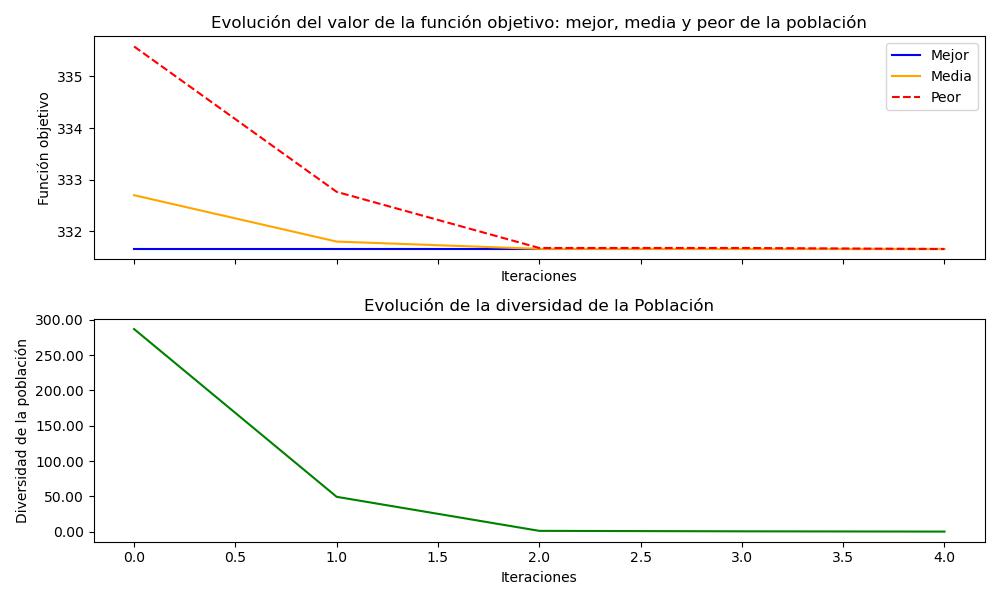 Evolución del valor de la función objetivo: mejor, media y peor de la población
Función objetivo
335
334
333
332
Mejor
Media
Peor
Iteraciones
Evolución de la diversidad de la Población
Diversidad de la población
300.00
250.00
200.00
150.00
100.00
50.00
0.00
0.0 0.5 1.0 1.5 2.0 2.5 3.0 3.5 4.0
Iteraciones